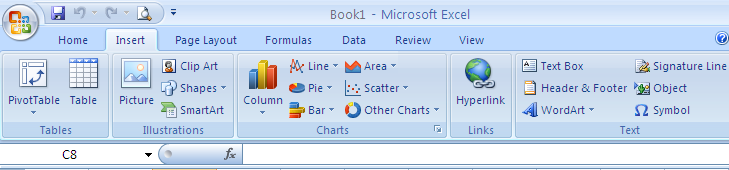 Book1 - Microsoft Excel
Home Insert Page Layout Formulas Data Review View
PivotTable Table
Tables
Picture
Clip Art
Shapes
SmartArt
Illustrations
Column
Line
Pie
Bar
Area
Scatter
Other Charts
Charts
Hyperlink
Links
Text Box
Header & Footer
WordArt
Signature Line
Object
Symbol
Text
C8 fx